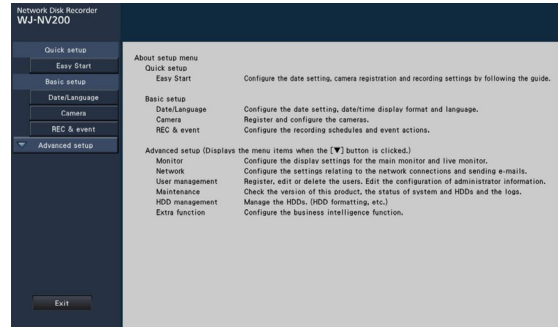 Network Disk Recorder
WJ-NV200
Quick setup
Easy Start
Basic setup
Date/Language
Camera
REC & event
Advanced setup
Exit
About setup menu
Quick setup
Easy Start Configure the date setting, camera registration and recording settings by following the guide.
Basic setup
Date/Language Configure the date setting, date/time display format and language.
Camera Register and configure the cameras.
REC & event Configure the recording schedules and event actions.
Advanced setup (Displays the menu items when the [▼] button is clicked.)
Monitor Configure the display settings for the main monitor and live monitor.
Network Configure the settings relating to the network connections and sending e-mails.
User management Register, edit or delete the users. Edit the configuration of administrator information.
Maintenance Check the version of this product, the status of system and HDDs and the logs.
HDD management Manage the HDDs. (HDD formatting, etc.)
Extra function Configure the business intelligence function.